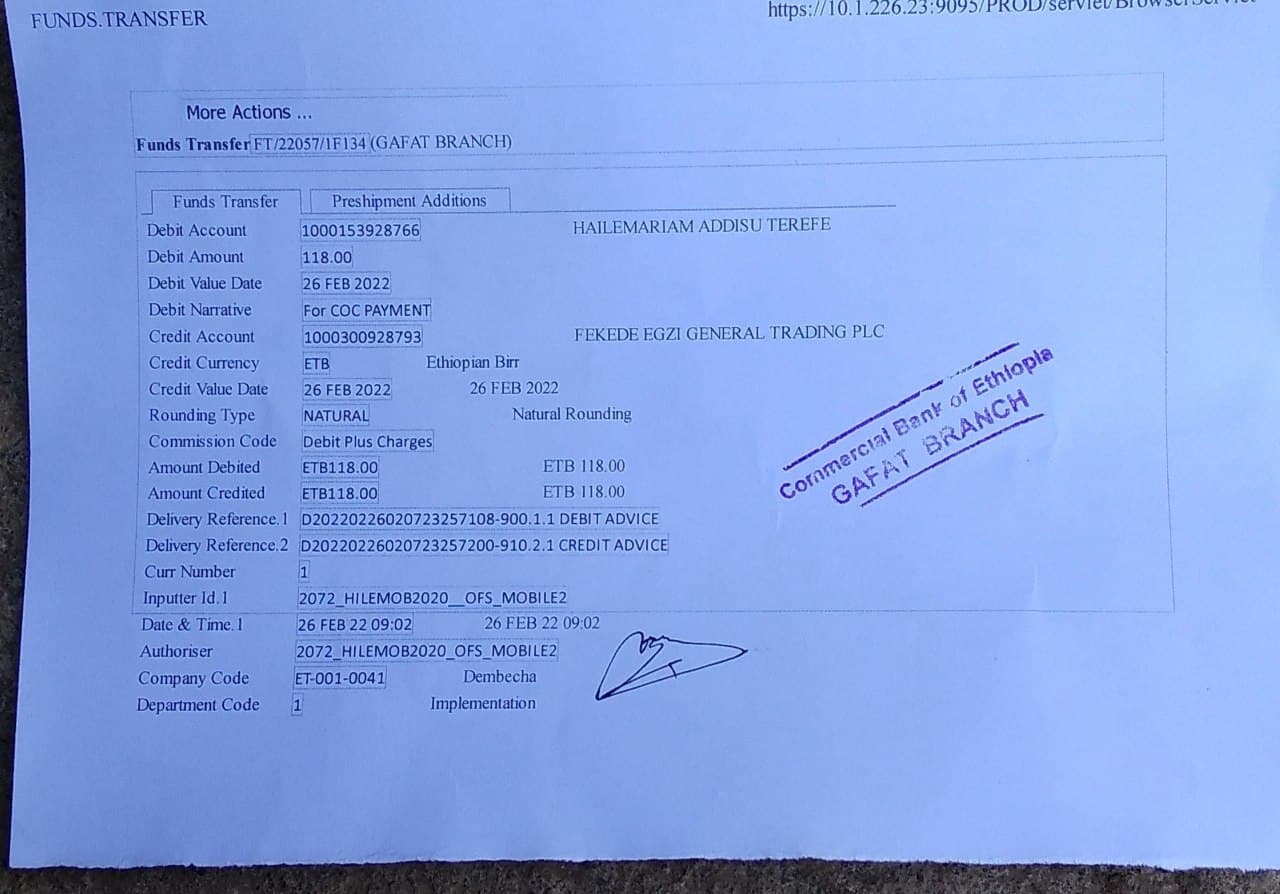 FUNDS.TRANSFER https://10.1.226.23:9095/PROD/servlet/BrowserServlet
More Actions ...
Funds Transfer FT/22057/1F134 (GAFAT BRANCH)
Funds Transfer Preshipment Additions
Debit Account 1000153928766 HAILEMARIAM ADDISU TEREFE
Debit Amount 118.00
Debit Value Date 26 FEB 2022
Debit Narrative For COC PAYMENT
Credit Account 1000300928793 FEKEDE EGZI GENERAL TRADING PLC
Credit Currency ETB Ethiopian Birr
Credit Value Date 26 FEB 2022 26 FEB 2022
Rounding Type NATURAL Natural Rounding
Commission Code Debit Plus Charges
Amount Debited ETB118.00 ETB 118.00
Amount Credited ETB118.00 ETB 118.00
Delivery Reference.1 D20220226020723257108-900.1.1 DEBIT ADVICE
Delivery Reference.2 D20220226020723257200-910.2.1 CREDIT ADVICE
Curr Number 1
Inputter Id.1 2072_HILEMOB2020__OFS_MOBILE2
Date & Time.1 26 FEB 22 09:02 26 FEB 22 09:02
Authoriser 2072_HILEMOB2020_OFS_MOBILE2
Company Code ET-001-0041 Dembecha
Department Code 1 Implementation
Commercial Bank of Ethiopia
GAFAT BRANCH